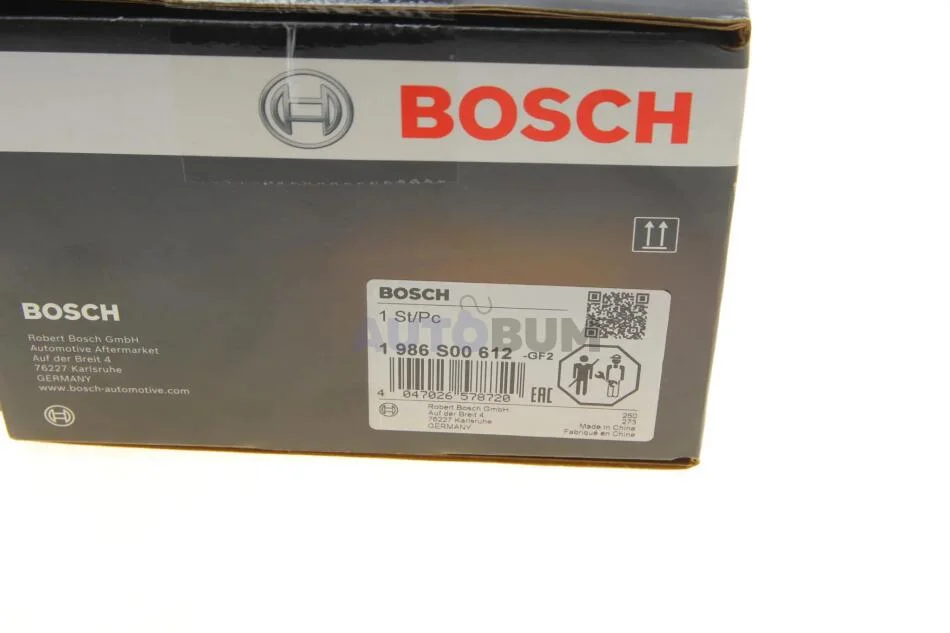 BOSCH
BOSCH
Robert Bosch GmbH
Automotive Aftermarket
Auf der Breit 4
76227 Karlsruhe
GERMANY
www.bosch-automotive.com
BOSCH
1 St/Pc
AUTOBUM
1 986 S00 612 -GF2
4 047026 578720
EAC
Robert Bosch GmbH
Auf der Breit 4
76227 Karlsruhe
GERMANY
250
273
Made in China
Fabriqué en Chine